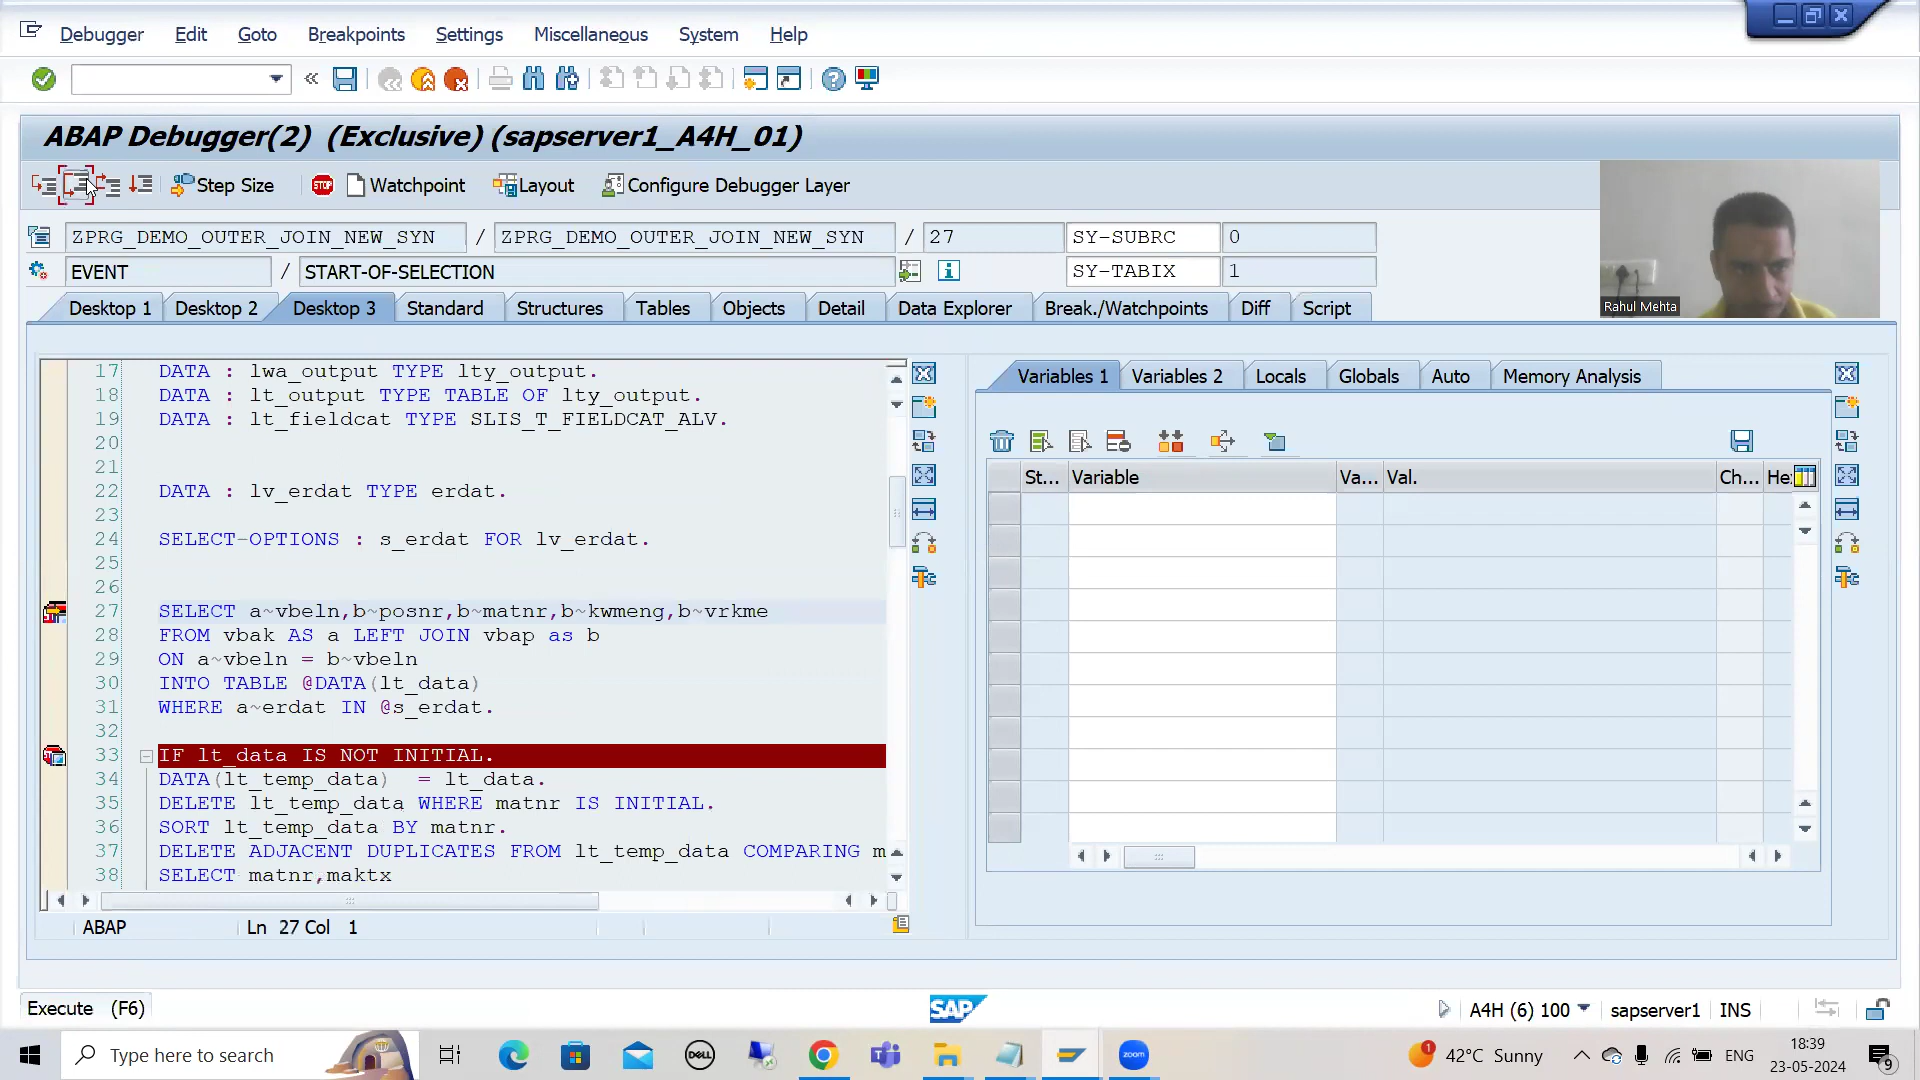 Debugger Edit Goto Breakpoints Settings Miscellaneous System Help
ABAP Debugger(2) (Exclusive) (sapserver1_A4H_01)
Step Size STOP Watchpoint Layout Configure Debugger Layer
ZPRG_DEMO_OUTER_JOIN_NEW_SYN / ZPRG_DEMO_OUTER_JOIN_NEW_SYN / 27 SY-SUBRC 0
EVENT / START-OF-SELECTION SY-TABIX 1
Rahul Mehta
Desktop 1 Desktop 2 Desktop 3 Standard Structures Tables Objects Detail Data Explorer Break./Watchpoints Diff Script
17 DATA : lwa_output TYPE lty_output.
18 DATA : lt_output TYPE TABLE OF lty_output.
19 DATA : lt_fieldcat TYPE SLIS_T_FIELDCAT_ALV.
20
21
22 DATA : lv_erdat TYPE erdat.
23
24 SELECT-OPTIONS : s_erdat FOR lv_erdat.
25
26
27 SELECT a~vbeln,b~posnr,b~matnr,b~kwmeng,b~vrkme
28 FROM vbak AS a LEFT JOIN vbap as b
29 ON a~vbeln = b~vbeln
30 INTO TABLE @DATA(lt_data)
31 WHERE a~erdat IN @s_erdat.
32
33 IF lt_data IS NOT INITIAL.
34 DATA(lt_temp_data) = lt_data.
35 DELETE lt_temp_data WHERE matnr IS INITIAL.
36 SORT lt_temp_data BY matnr.
37 DELETE ADJACENT DUPLICATES FROM lt_temp_data COMPARING m
38 SELECT matnr,maktx
ABAP Ln 27 Col 1
Variables 1 Variables 2 Locals Globals Auto Memory Analysis
St... Variable Va... Val. Ch... He
Execute (F6) SAP A4H (6) 100 sapserver1 INS
Type here to search DELL zoom 1 42°C Sunny ENG 18:39
23-05-2024 9